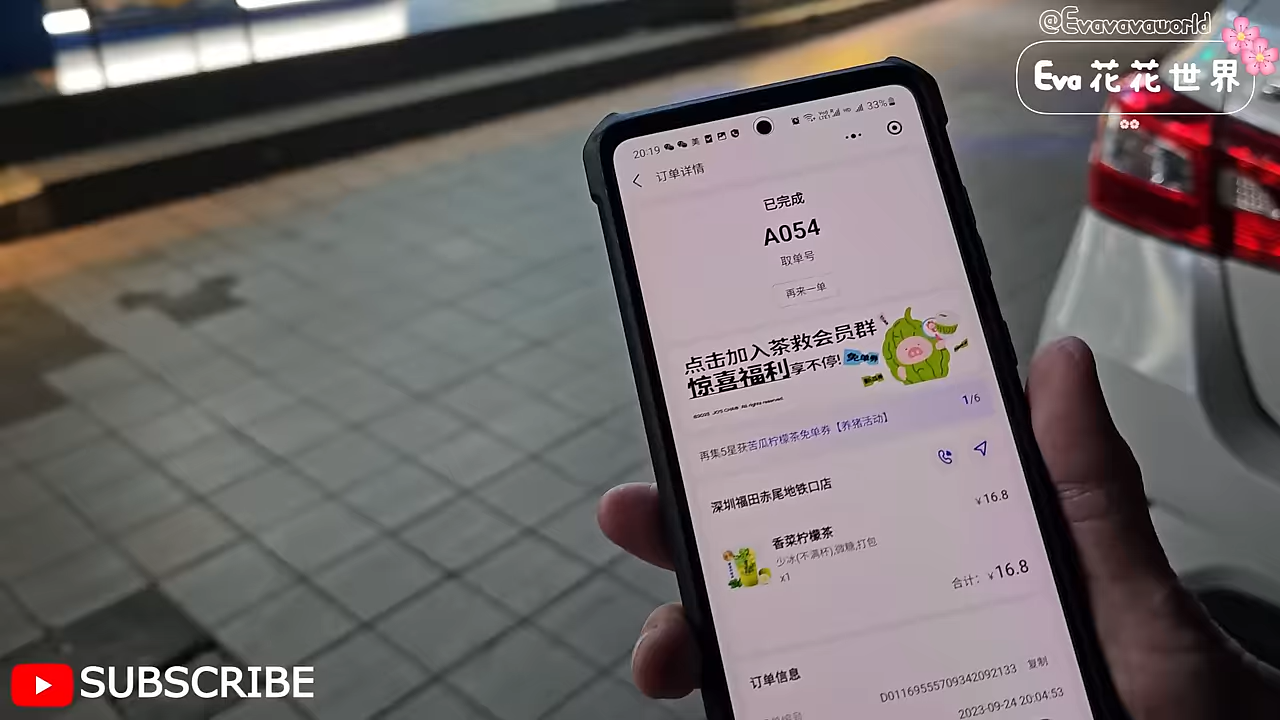 @Evavavaworld
Eva花花世界
20:19
美
HD
33%
订单详情
已完成
A054
取单号
再来一单
点击加入茶救会员群
惊喜福利享不停!
免单券
1/6
再集5星获苦瓜柠檬茶免单券【养猪活动】
深圳福田赤尾地铁口店
¥16.8
香菜柠檬茶
少冰(不满杯),微糖,打包
x1
合计: ¥16.8
订单信息
D01169555709342092133 复制
2023-09-24 20:04:53
SUBSCRIBE